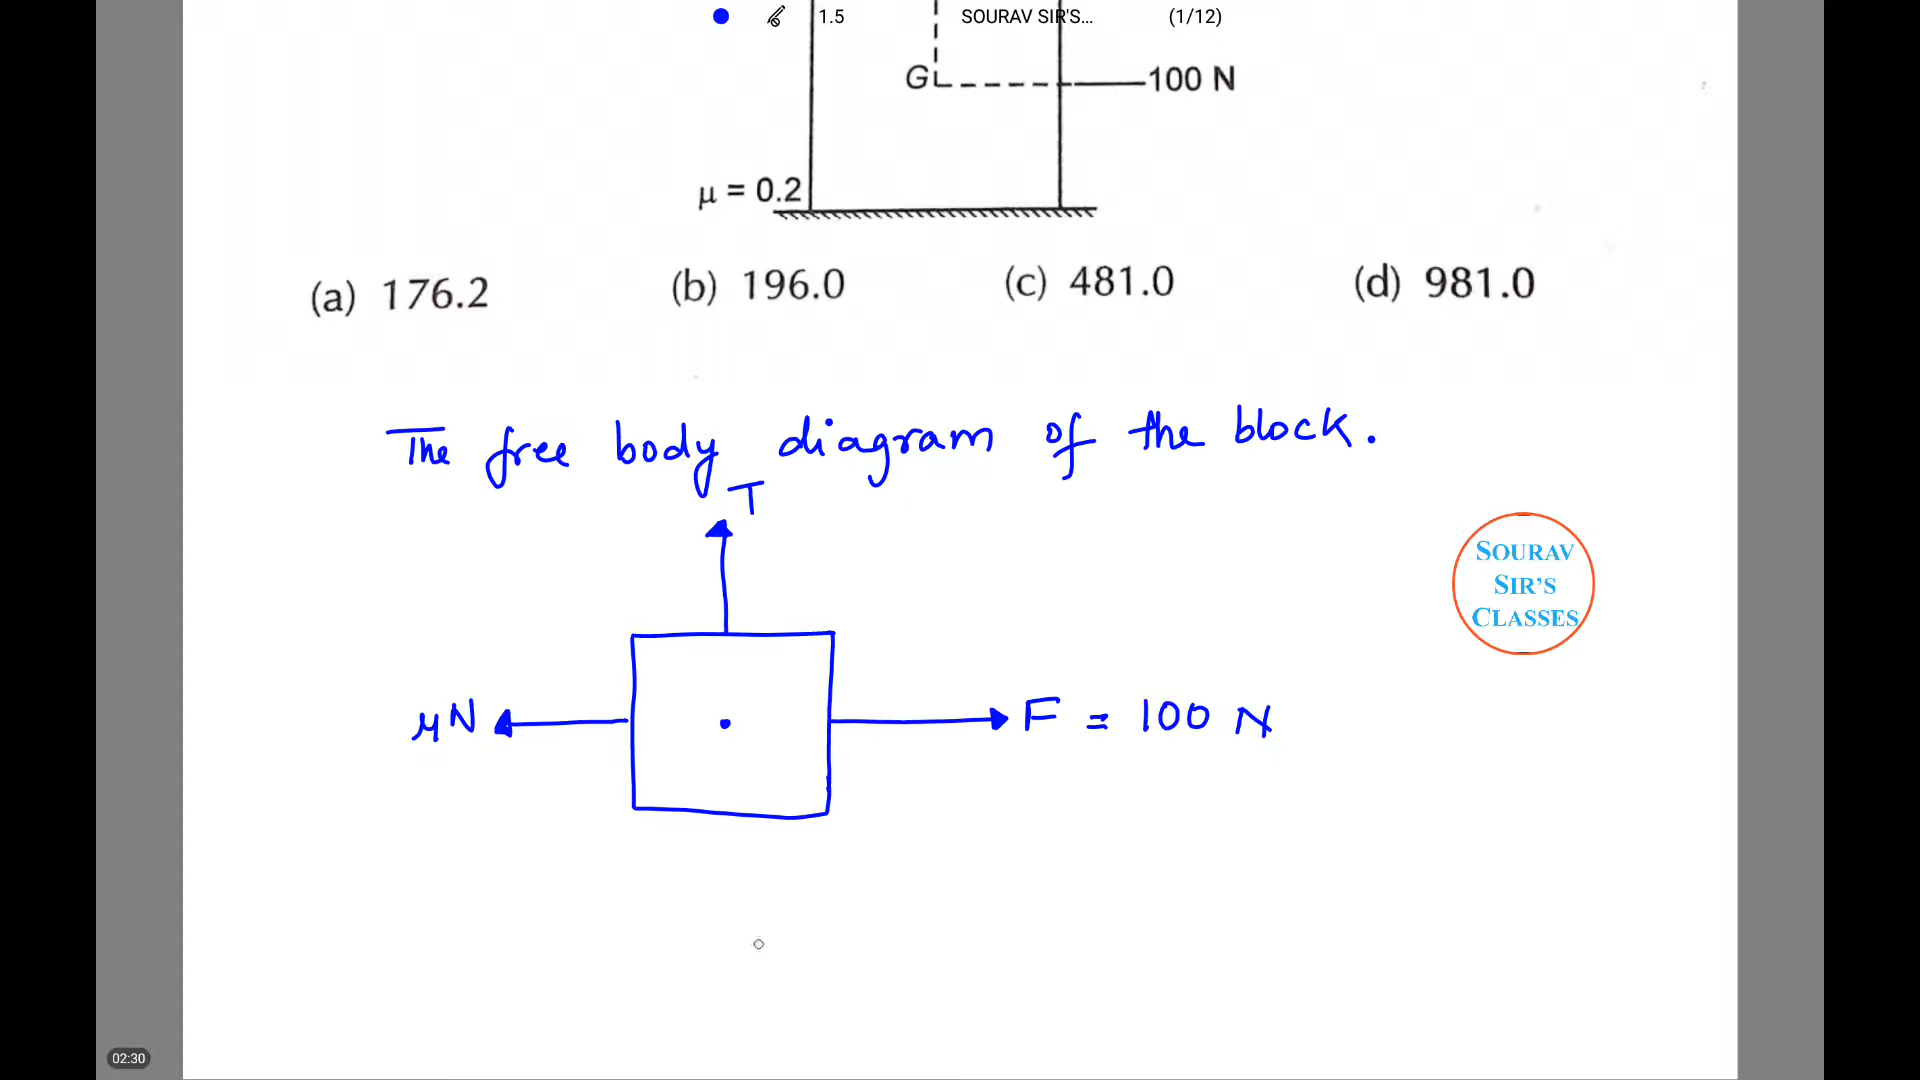 1.5 SOURAV SIR'S... (1/12)
G 100 N
μ = 0.2
(a) 176.2 (b) 196.0 (c) 481.0 (d) 981.0
The free body diagram of the block.
T
μN F = 100 N
SOURAV
SIR'S
CLASSES
02:30